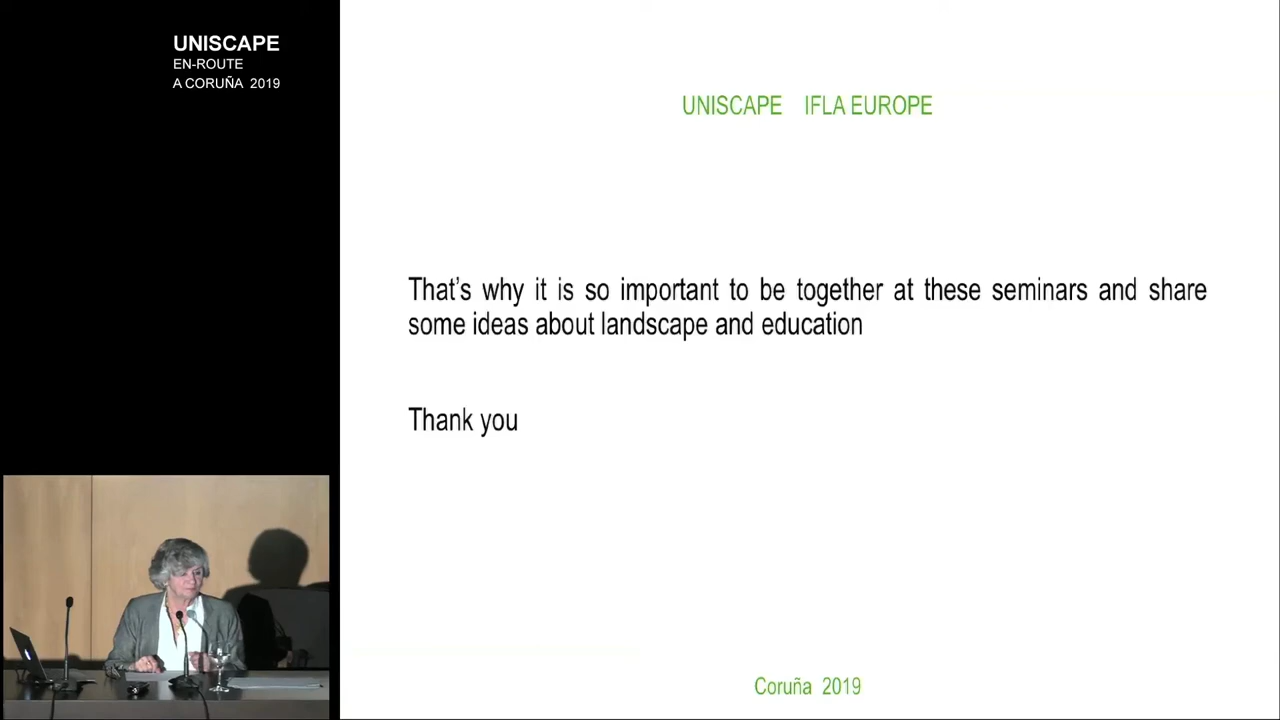 UNISCAPE
EN-ROUTE
A CORUÑA 2019
UNISCAPE IFLA EUROPE
That's why it is so important to be together at these seminars and share
some ideas about landscape and education
Thank you
Coruña 2019